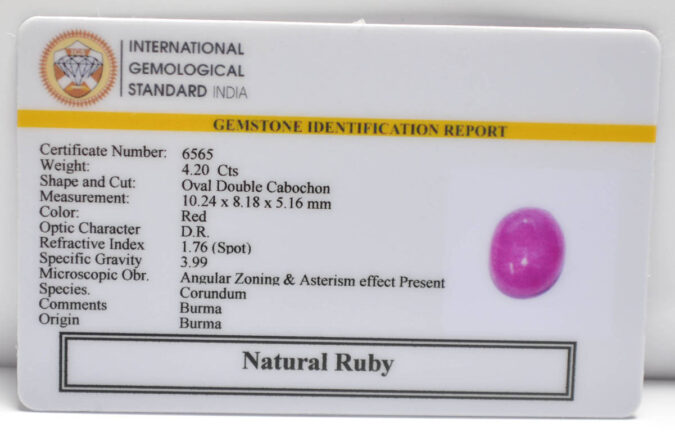 INTERNATIONAL
GEMOLOGICAL
STANDARD INDIA
GEMSTONE IDENTIFICATION REPORT
Certificate Number: 6565
Weight: 4.20 Cts
Shape and Cut: Oval Double Cabochon
Measurement: 10.24 x 8.18 x 5.16 mm
Color: Red
Optic Character D.R.
Refractive Index 1.76 (Spot)
Specific Gravity 3.99
Microscopic Obr. Angular Zoning & Asterism effect Present
Species. Corundum
Comments Burma
Origin Burma
Natural Ruby